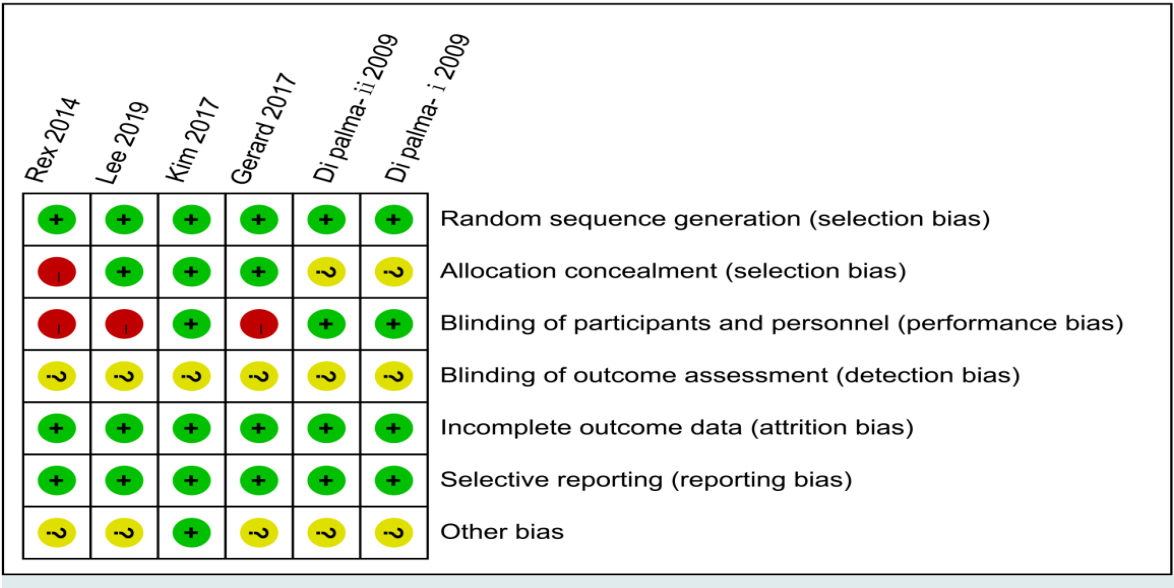 Rex 2014
Lee 2019
Kim 2017
Gerard 2017
Di palma- ii 2009
Di palma- i 2009
+ + + + + + Random sequence generation (selection bias)
– + + + ? ? Allocation concealment (selection bias)
– – + – + + Blinding of participants and personnel (performance bias)
? ? ? ? ? ? Blinding of outcome assessment (detection bias)
+ + + + + + Incomplete outcome data (attrition bias)
+ + + + + + Selective reporting (reporting bias)
? ? + ? ? ? Other bias